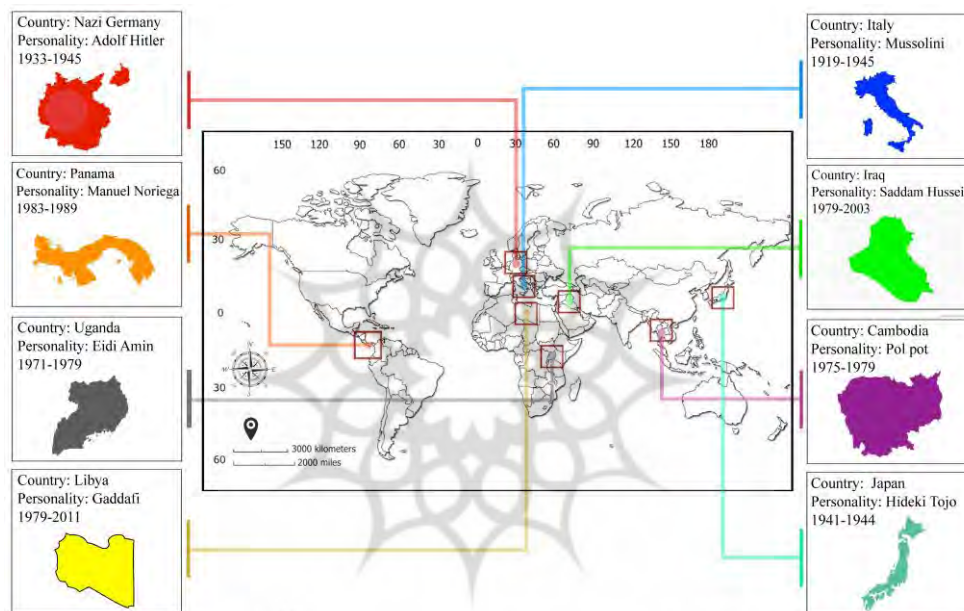 Country: Nazi Germany
Personality: Adolf Hitler
1933-1945
Country: Panama
Personality: Manuel Noriega
1983-1989
Country: Uganda
Personality: Eidi Amin
1971-1979
Country: Libya
Personality: Gaddafi
1979-2011
150 120 90 60 30 0 30 60 90 120 150 180
60
30
0
30
60
3000 kilometers
2000 miles
Country: Italy
Personality: Mussolini
1919-1945
Country: Iraq
Personality: Saddam Hussei
1979-2003
Country: Cambodia
Personality: Pol pot
1975-1979
Country: Japan
Personality: Hideki Tojo
1941-1944